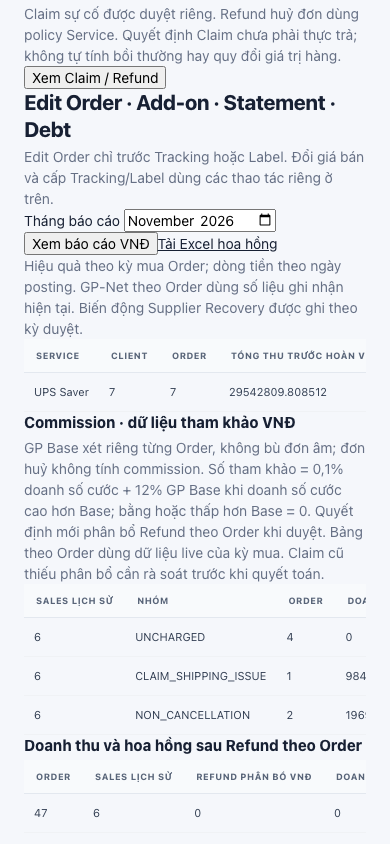 Claim sự cố được duyệt riêng. Refund huỷ đơn dùng
policy Service. Quyết định Claim chưa phải thực trả;
không tự tính bồi thường hay quy đổi giá trị hàng.
Xem Claim / Refund
Edit Order · Add-on · Statement ·
Debt
Edit Order chỉ trước Tracking hoặc Label. Đổi giá bán
và cấp Tracking/Label dùng các thao tác riêng ở
trên.
Tháng báo cáo November 2026
Xem báo cáo VNĐ Tải Excel hoa hồng
Hiệu quả theo kỳ mua Order; dòng tiền theo ngày
posting. GP-Net theo Order dùng số liệu ghi nhận
hiện tại. Biến động Supplier Recovery được ghi theo
kỳ duyệt.
SERVICE CLIENT ORDER TỔNG THU TRƯỚC HOÀN V
UPS Saver 7 7 29542809.808512
Commission · dữ liệu tham khảo VNĐ
GP Base xét riêng từng Order, không bù đơn âm; đơn
huỷ không tính commission. Số tham khảo = 0,1%
doanh số cước + 12% GP Base khi doanh số cước
cao hơn Base; bằng hoặc thấp hơn Base = 0. Quyết
định mới phân bổ Refund theo Order khi duyệt. Bảng
theo Order dùng dữ liệu live của kỳ mua. Claim cũ
thiếu phân bổ cần rà soát trước khi quyết toán.
SALES LỊCH SỬ NHÓM ORDER DOA
6 UNCHARGED 4 0
6 CLAIM_SHIPPING_ISSUE 1 984
6 NON_CANCELLATION 2 196
Doanh thu và hoa hồng sau Refund theo Order
ORDER SALES LỊCH SỬ REFUND PHÂN BỔ VNĐ DOAN
47 6 0 0